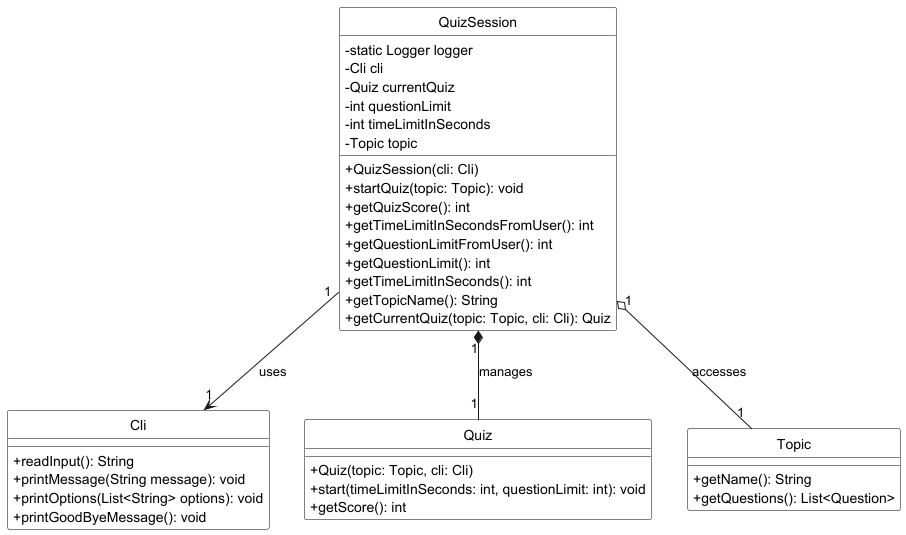 QuizSession
-static Logger logger
-Cli cli
-Quiz currentQuiz
-int questionLimit
-int timeLimitInSeconds
-Topic topic
+QuizSession(cli: Cli)
+startQuiz(topic: Topic): void
+getQuizScore(): int
+getTimeLimitInSecondsFromUser(): int
+getQuestionLimitFromUser(): int
+getQuestionLimit(): int
+getTimeLimitInSeconds(): int
+getTopicName(): String
+getCurrentQuiz(topic: Topic, cli: Cli): Quiz
1
uses
1
1
manages
1
1
accesses
1
Cli
+readInput(): String
+printMessage(String message): void
+printOptions(List<String> options): void
+printGoodByeMessage(): void
Quiz
+Quiz(topic: Topic, cli: Cli)
+start(timeLimitInSeconds: int, questionLimit: int): void
+getScore(): int
Topic
+getName(): String
+getQuestions(): List<Question>